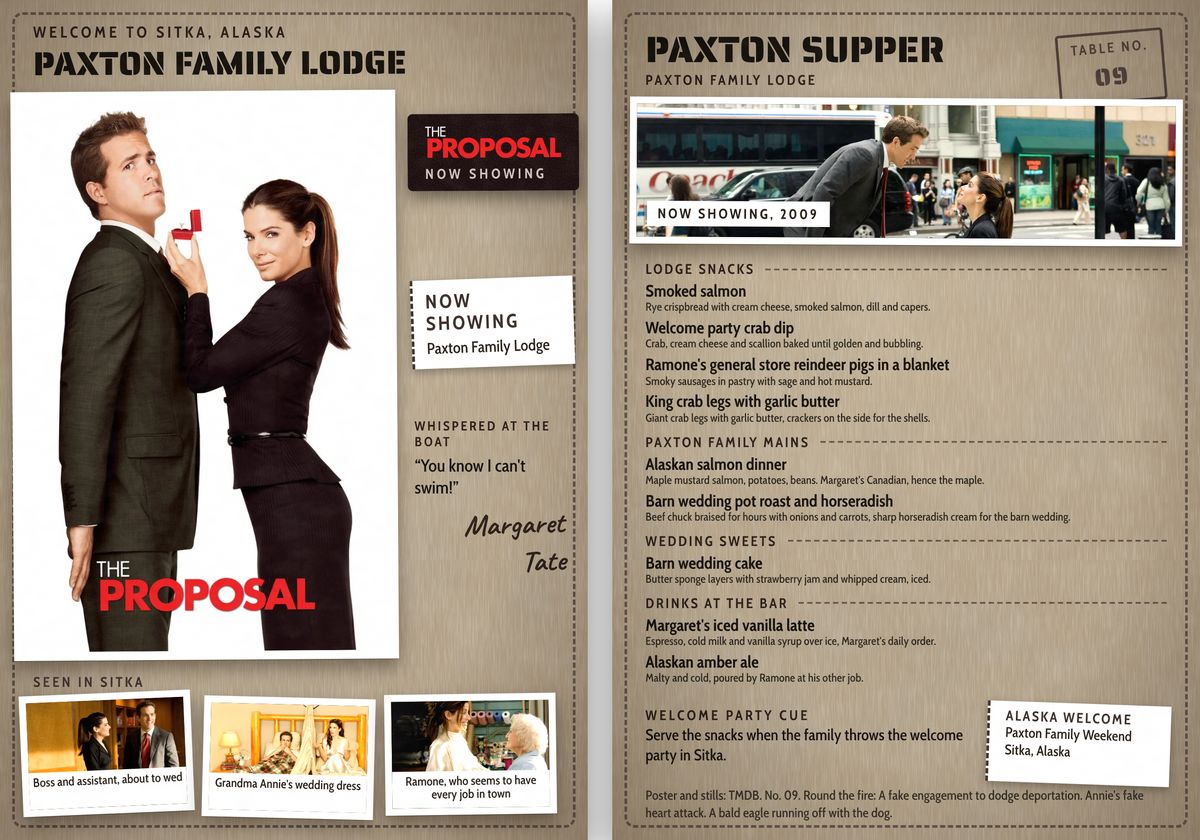 WELCOME TO SITKA, ALASKA
PAXTON FAMILY LODGE
THE
PROPOSAL
NOW SHOWING
NOW
SHOWING
Paxton Family Lodge
WHISPERED AT THE
BOAT
“You know I can't
swim!”
Margaret
Tate
THE
PROPOSAL
SEEN IN SITKA
Boss and assistant, about to wed
Grandma Annie's wedding dress
Ramone, who seems to have
every job in town
PAXTON SUPPER
PAXTON FAMILY LODGE
TABLE NO.
09
Coach
321
NOW SHOWING, 2009
LODGE SNACKS
Smoked salmon
Rye crispbread with cream cheese, smoked salmon, dill and capers.
Welcome party crab dip
Crab, cream cheese and scallion baked until golden and bubbling.
Ramone's general store reindeer pigs in a blanket
Smoky sausages in pastry with sage and hot mustard.
King crab legs with garlic butter
Giant crab legs with garlic butter, crackers on the side for the shells.
PAXTON FAMILY MAINS
Alaskan salmon dinner
Maple mustard salmon, potatoes, beans. Margaret's Canadian, hence the maple.
Barn wedding pot roast and horseradish
Beef chuck braised for hours with onions and carrots, sharp horseradish cream for the barn wedding.
WEDDING SWEETS
Barn wedding cake
Butter sponge layers with strawberry jam and whipped cream, iced.
DRINKS AT THE BAR
Margaret's iced vanilla latte
Espresso, cold milk and vanilla syrup over ice, Margaret's daily order.
Alaskan amber ale
Malty and cold, poured by Ramone at his other job.
WELCOME PARTY CUE
Serve the snacks when the family throws the welcome
party in Sitka.
ALASKA WELCOME
Paxton Family Weekend
Sitka, Alaska
Poster and stills: TMDB. No. 09. Round the fire: A fake engagement to dodge deportation. Annie's fake
heart attack. A bald eagle running off with the dog.